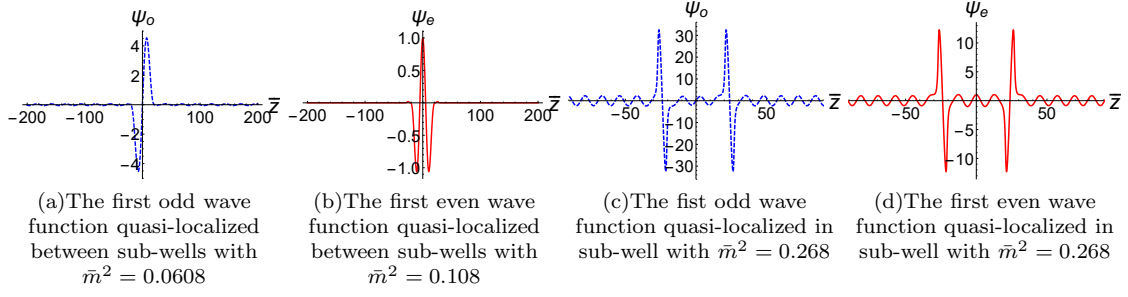 ψo
4
2
-200
-100
100
200
z̄
-2
-4
(a)The first odd wave
function quasi-localized
between sub-wells with
m̄² = 0.0608
ψe
1.0
0.5
-200
-100
100
200
z̄
-0.5
-1.0
(b)The first even wave
function quasi-localized
between sub-wells with
m̄² = 0.108
ψo
30
20
10
-50
50
z̄
-10
-20
-30
(c)The fist odd wave
function quasi-localized in
sub-well with m̄² = 0.268
ψe
10
5
-50
50
z̄
-5
-10
(d)The first even wave
function quasi-localized in
sub-well with m̄² = 0.268